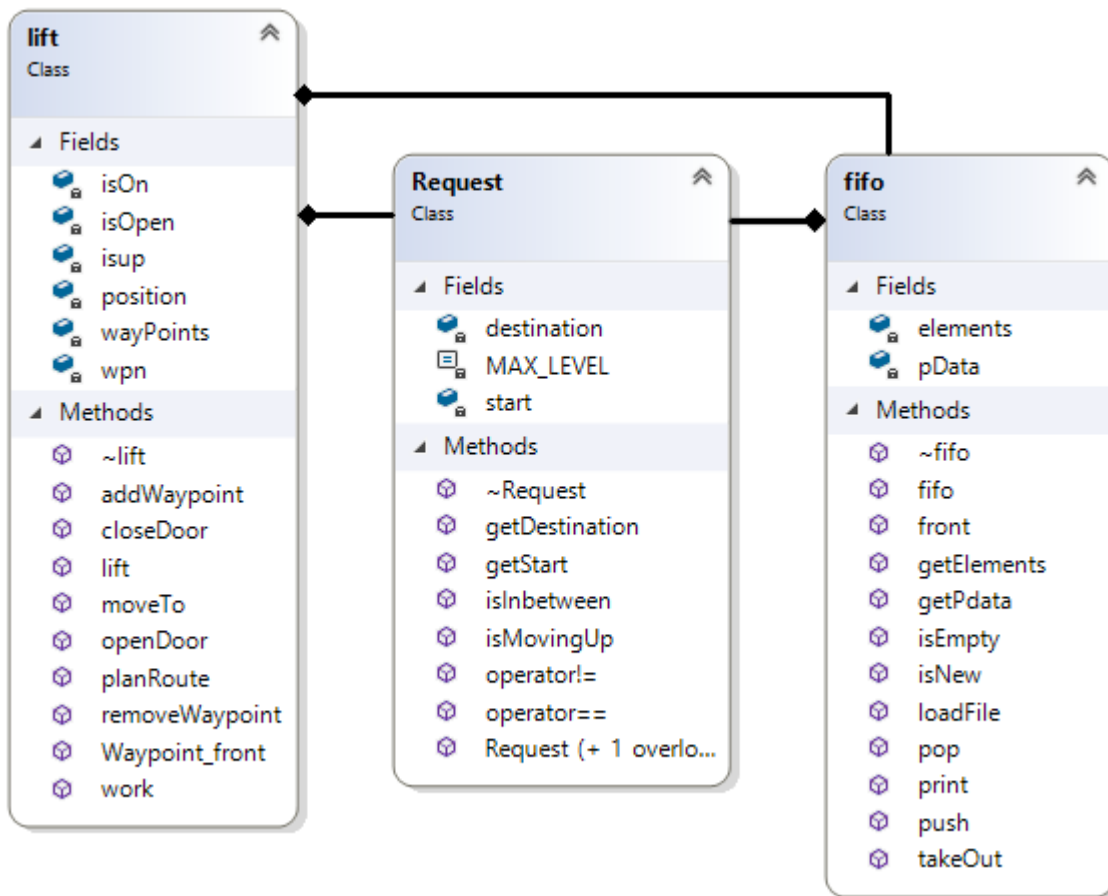 lift
Class
Fields
isOn
isOpen
isup
position
wayPoints
wpn
Methods
~lift
addWaypoint
closeDoor
lift
moveTo
openDoor
planRoute
removeWaypoint
Waypoint_front
work
Request
Class
Fields
destination
MAX_LEVEL
start
Methods
~Request
getDestination
getStart
isInbetween
isMovingUp
operator!=
operator==
Request (+ 1 overlo...
fifo
Class
Fields
elements
pData
Methods
~fifo
fifo
front
getElements
getPdata
isEmpty
isNew
loadFile
pop
print
push
takeOut